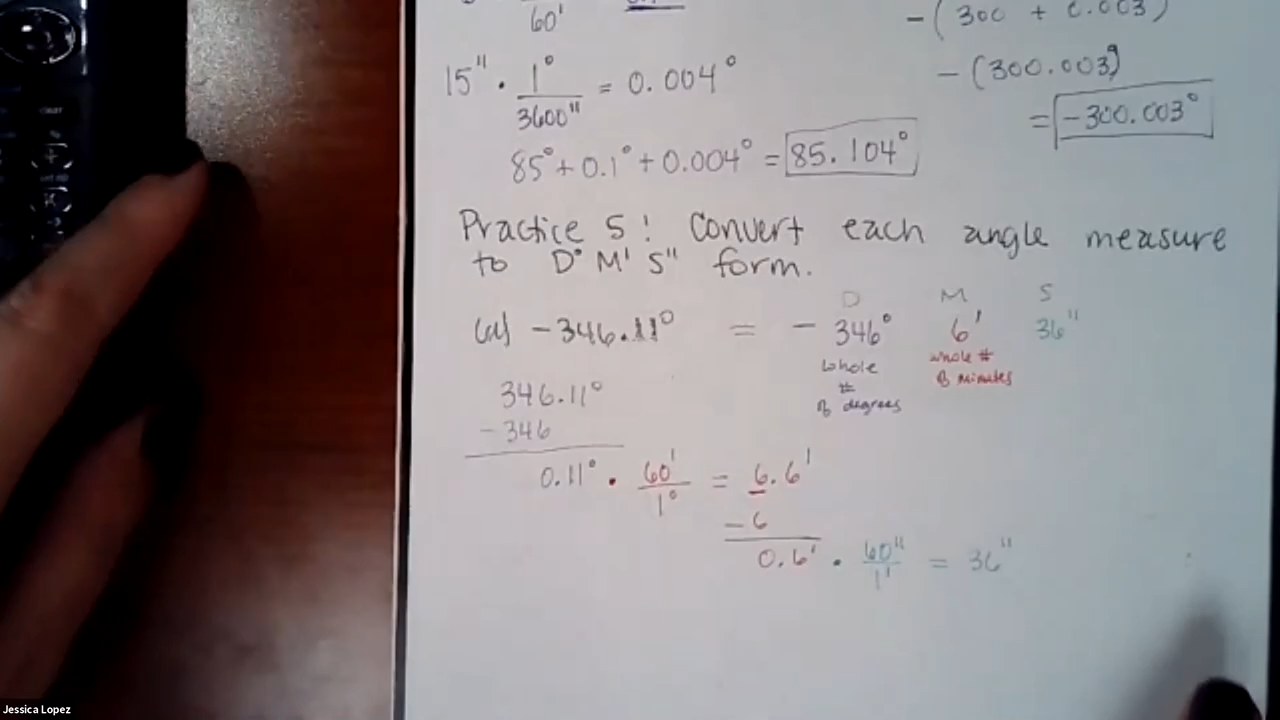 60'
- (300 + 0.003)
15" · 1° / 3600" = 0.004°
- (300.003°)
= -300.003°
85° + 0.1° + 0.004° = 85.104°
Practice 5: Convert each angle measure
to D° M' S" form.
D M S
(a) -346.11° = - 346° 6' 36"
whole # of degrees
whole # of minutes
346.11°
- 346
0.11° · 60' / 1° = 6.6'
- 6
0.6' · 60" / 1' = 36"
Jessica Lopez